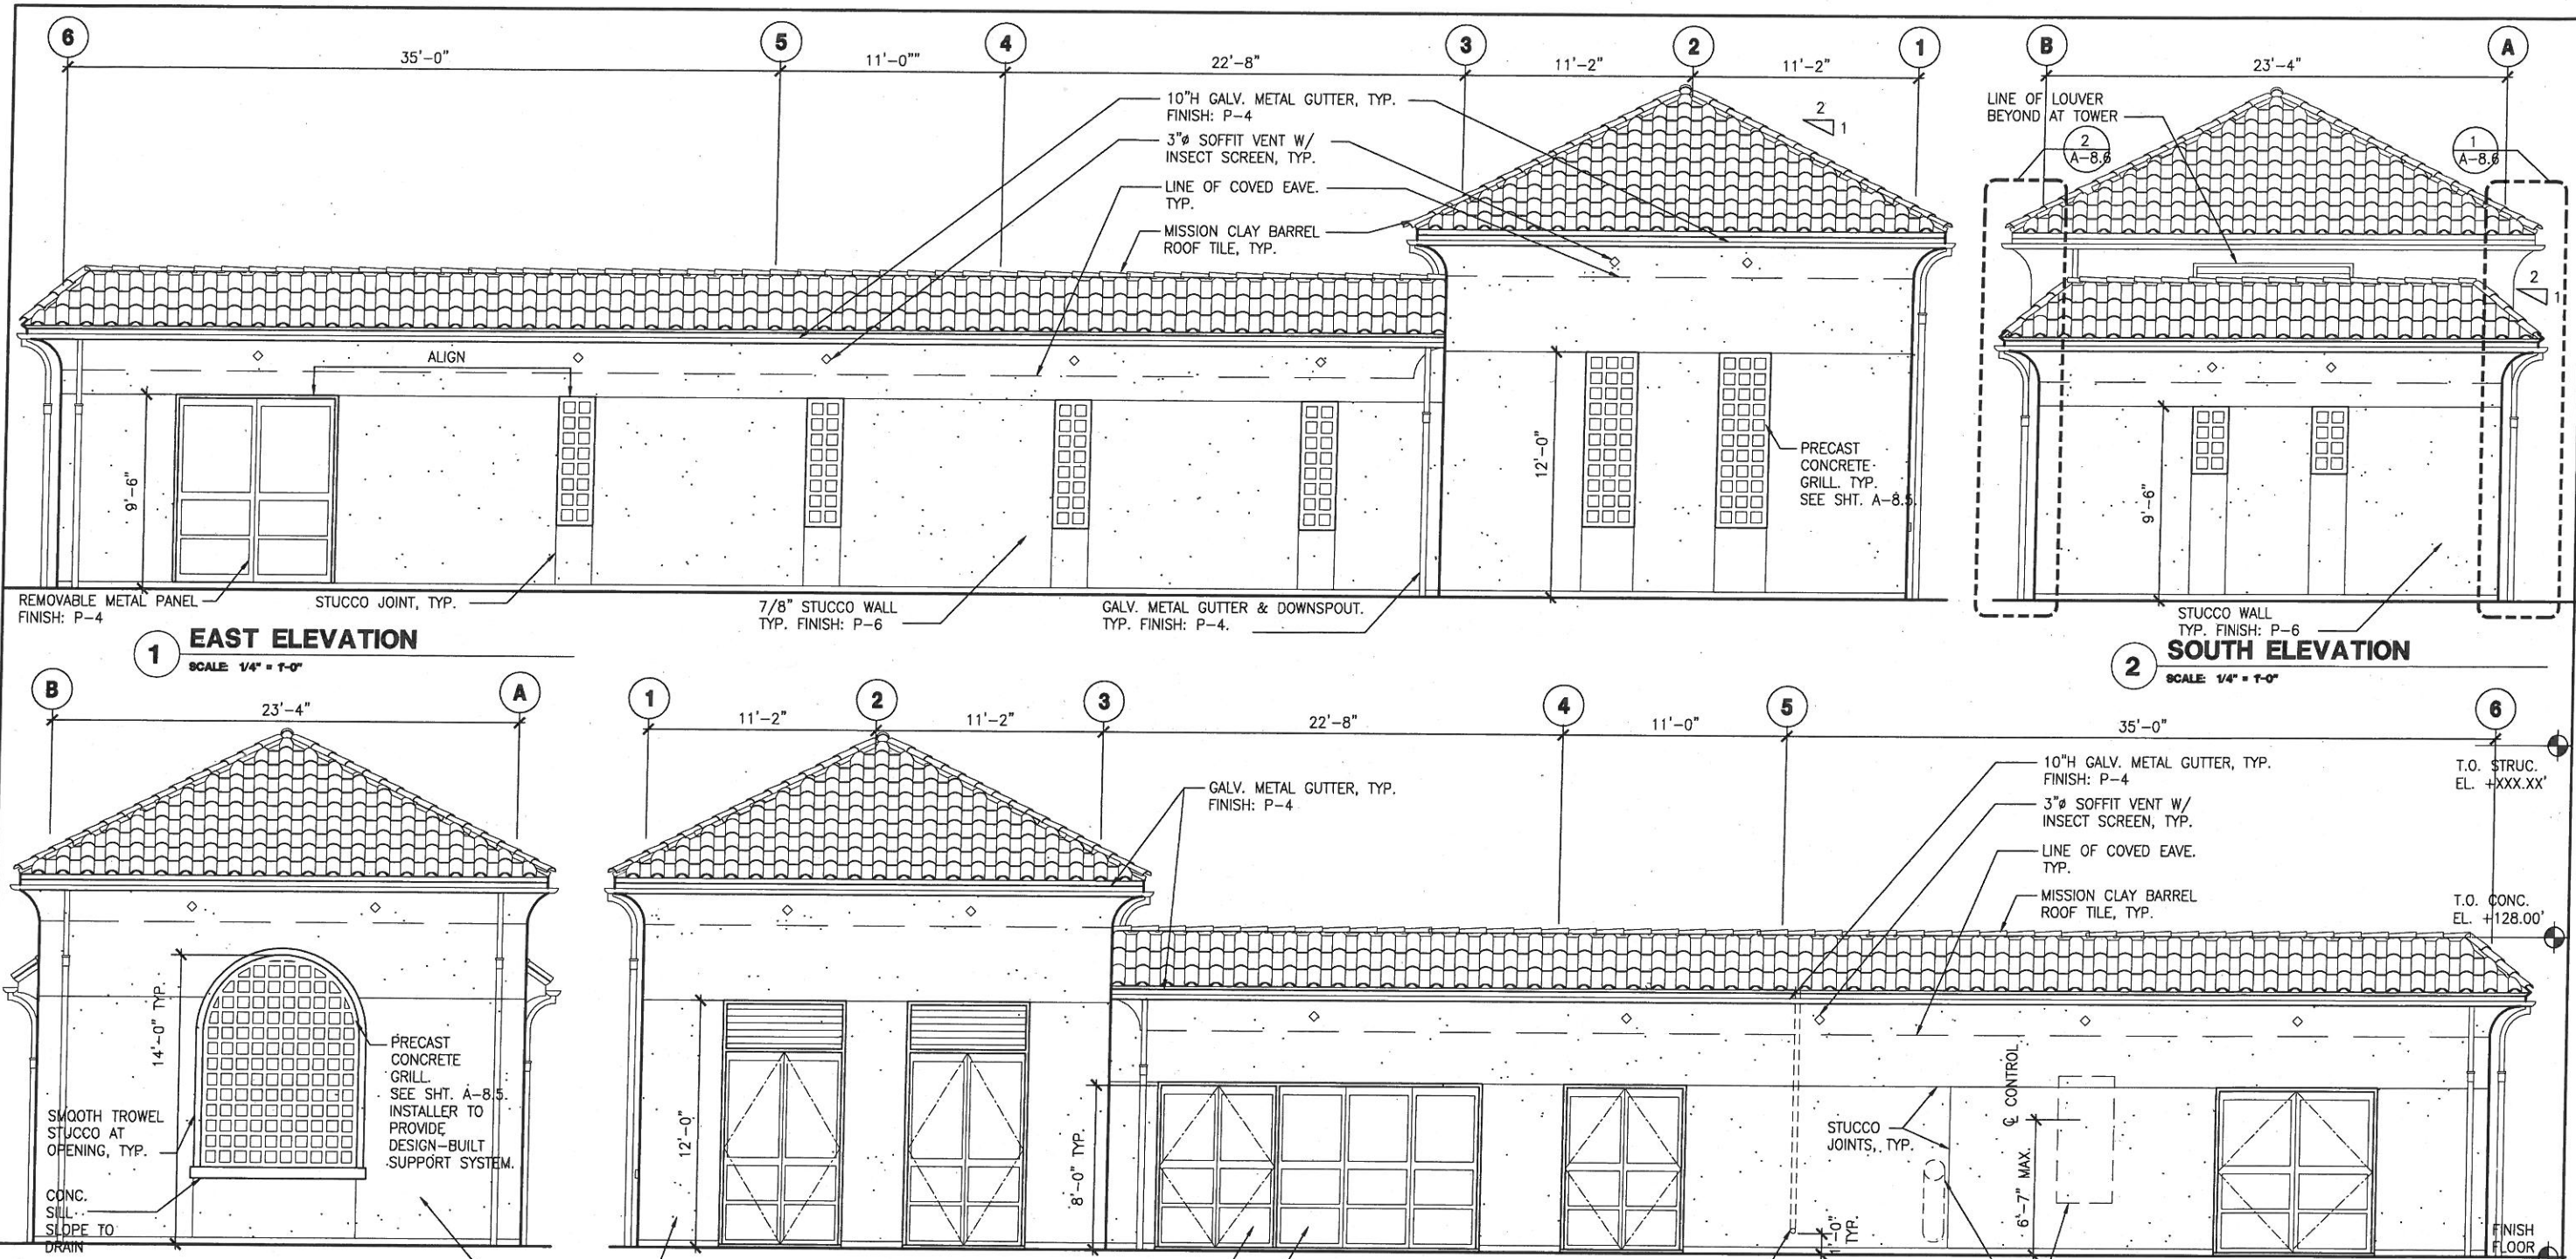 6
5
4
3
2
1
B
A
35'-0"
11'-0""
22'-8"
11'-2"
11'-2"
23'-4"
10"H GALV. METAL GUTTER, TYP.
FINISH: P-4
3"ø SOFFIT VENT W/
INSECT SCREEN, TYP.
LINE OF COVED EAVE.
TYP.
MISSION CLAY BARREL
ROOF TILE, TYP.
2
1
LINE OF LOUVER
BEYOND AT TOWER
2
A-8.6
1
A-8.6
2
1
ALIGN
9'-6"
12'-0"
PRECAST
CONCRETE
GRILL. TYP.
SEE SHT. A-8.5.
9'-6"
REMOVABLE METAL PANEL
FINISH: P-4
STUCCO JOINT, TYP.
7/8" STUCCO WALL
TYP. FINISH: P-6
GALV. METAL GUTTER & DOWNSPOUT.
TYP. FINISH: P-4.
STUCCO WALL
TYP. FINISH: P-6
1 EAST ELEVATION
SCALE: 1/4" = 1'-0"
2 SOUTH ELEVATION
SCALE: 1/4" = 1'-0"
B
A
1
2
3
4
5
6
23'-4"
11'-2"
11'-2"
22'-8"
11'-0"
35'-0"
GALV. METAL GUTTER, TYP.
FINISH: P-4
10"H GALV. METAL GUTTER, TYP.
FINISH: P-4
3"ø SOFFIT VENT W/
INSECT SCREEN, TYP.
LINE OF COVED EAVE.
TYP.
MISSION CLAY BARREL
ROOF TILE, TYP.
T.O. STRUC.
EL. +XXX.XX'
T.O. CONC.
EL. +128.00'
14'-0" TYP.
PRECAST
CONCRETE
GRILL.
SEE SHT. A-8.5.
INSTALLER TO
PROVIDE
DESIGN-BUILT
SUPPORT SYSTEM.
SMOOTH TROWEL
STUCCO AT
OPENING, TYP.
CONC.
SILL
SLOPE TO
DRAIN
12'-0"
8'-0" TYP.
STUCCO
JOINTS, TYP.
℄ CONTROL
6'-7" MAX.
1'-0"
TYP.
FINISH
FLOOR